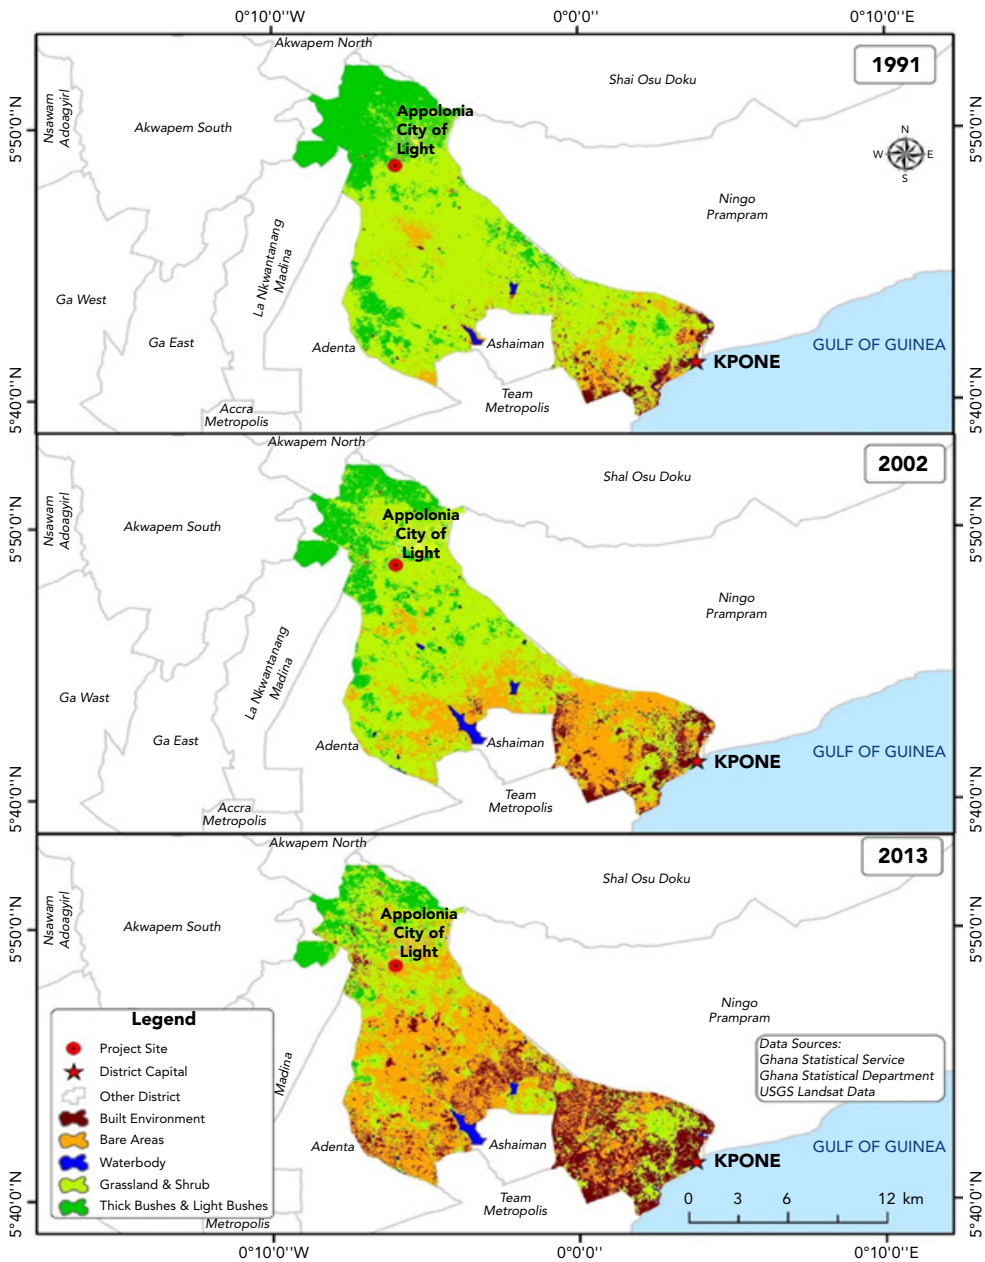 0°10'0''W
0°0'0''
0°10'0''E
Akwapem North
1991
Shai Osu Doku
Nsawam
Adoagyirl
Akwapem South
Appolonia
City of
Light
5°50'0''N
5°50'0''N
N
W
E
S
Ningo
Prampram
La Nkwantanang
Madina
Ga West
Ga East
Adenta
Ashaiman
GULF OF GUINEA
KPONE
Team
Metropolis
Accra
Metropolis
5°40'0''N
5°40'0''N
Akwapem North
2002
Shal Osu Doku
Nsawam
Adoagyirl
Akwapem South
Appolonia
City of
Light
5°50'0''N
5°50'0''N
Ningo
Prampram
La Nkwantanang
Madina
Ga Wast
Ga East
Adenta
Ashaiman
GULF OF GUINEA
KPONE
Team
Metropolis
Accra
Metropolis
5°40'0''N
5°40'0''N
Akwapem North
2013
Shal Osu Doku
Nsawam
Adoagyirl
Akwapem South
Appolonia
City of
Light
5°50'0''N
5°50'0''N
Ningo
Prampram
Legend
Project Site
District Capital
Other District
Built Environment
Bare Areas
Waterbody
Grassland & Shrub
Thick Bushes & Light Bushes
Madina
Data Sources:
Ghana Statistical Service
Ghana Statistical Department
USGS Landsat Data
Adenta
Ashaiman
GULF OF GUINEA
KPONE
Team
Metropolis
Metropolis
0 3 6 12 km
5°40'0''N
5°40'0''N
0°10'0''W
0°0'0''
0°10'0''E